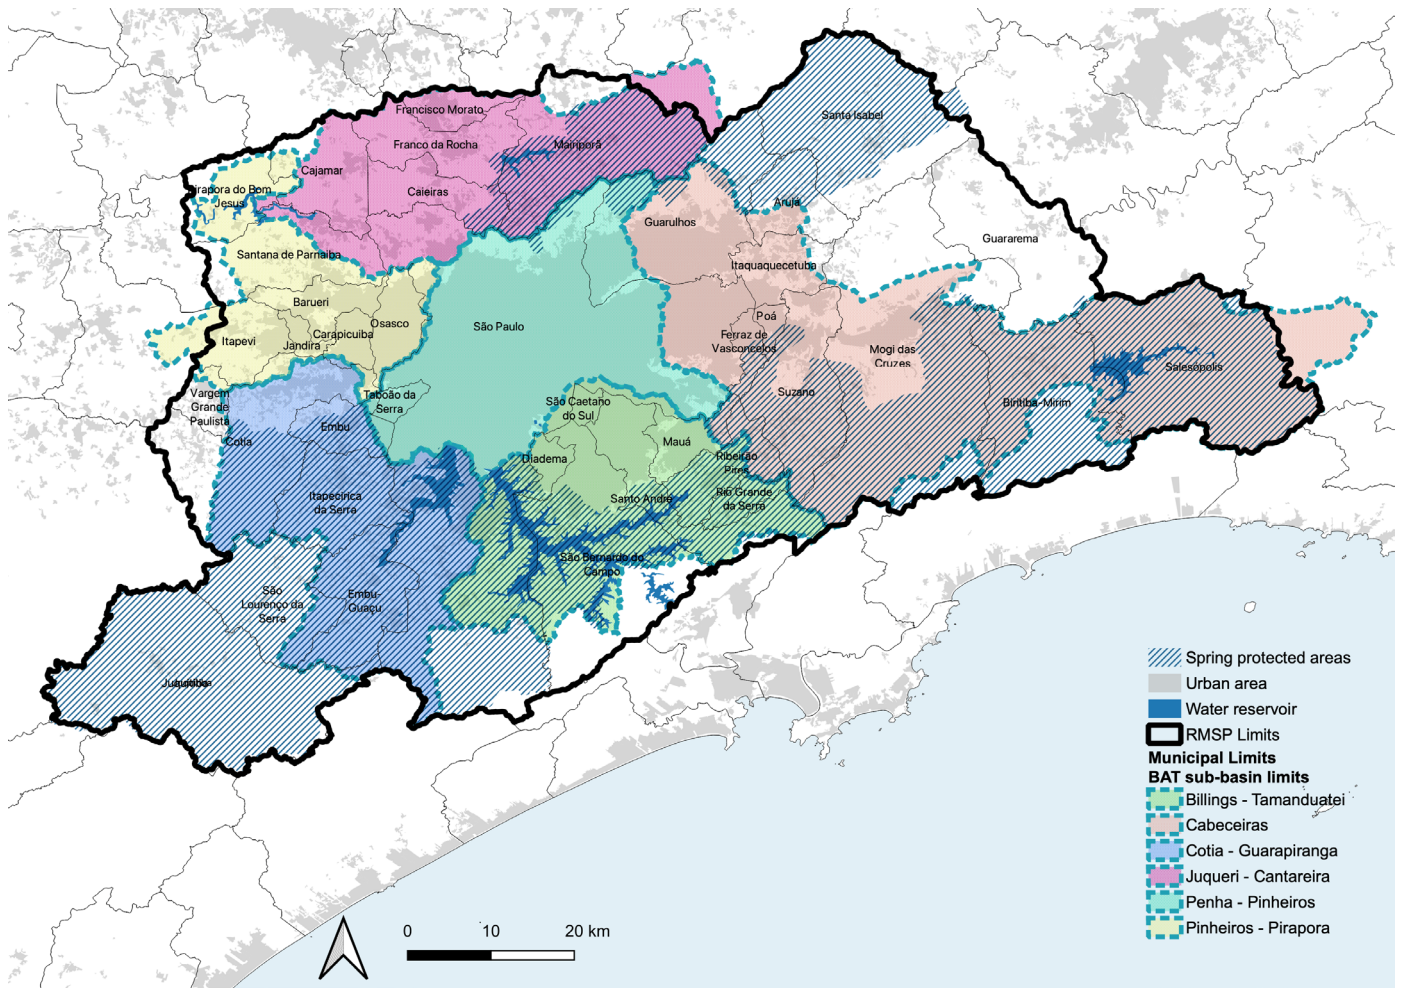 Francisco Morato
Santa Isabel
Franco da Rocha
Mairiporã
Cajamar
Pirapora do Bom
Jesus
Caieiras
Arujá
Guarulhos
Guararema
Santana de Parnaíba
Itaquaquecetuba
Barueri
Osasco
São Paulo
Poá
Carapicuíba
Itapevi
Jandira
Ferraz de
Vasconcelos
Mogi das
Cruzes
Salesópolis
Vargem
Grande
Paulista
Taboão da
Serra
Suzano
São Caetano
do Sul
Biritiba-Mirim
Embu
Cotia
Mauá
Diadema
Ribeirão
Pires
Itapecirica
da Serra
Santo André
Rio Grande
da Serra
São Bernardo do
Campo
São
Lourenço da
Serra
Embu-
Guaçu
Spring protected areas
Urban area
Water reservoir
RMSP Limits
Municipal Limits
BAT sub-basin limits
Billings - Tamanduatei
Cabeceiras
Cotia - Guarapiranga
Juqueri - Cantareira
Penha - Pinheiros
Pinheiros - Pirapora
0 10 20 km